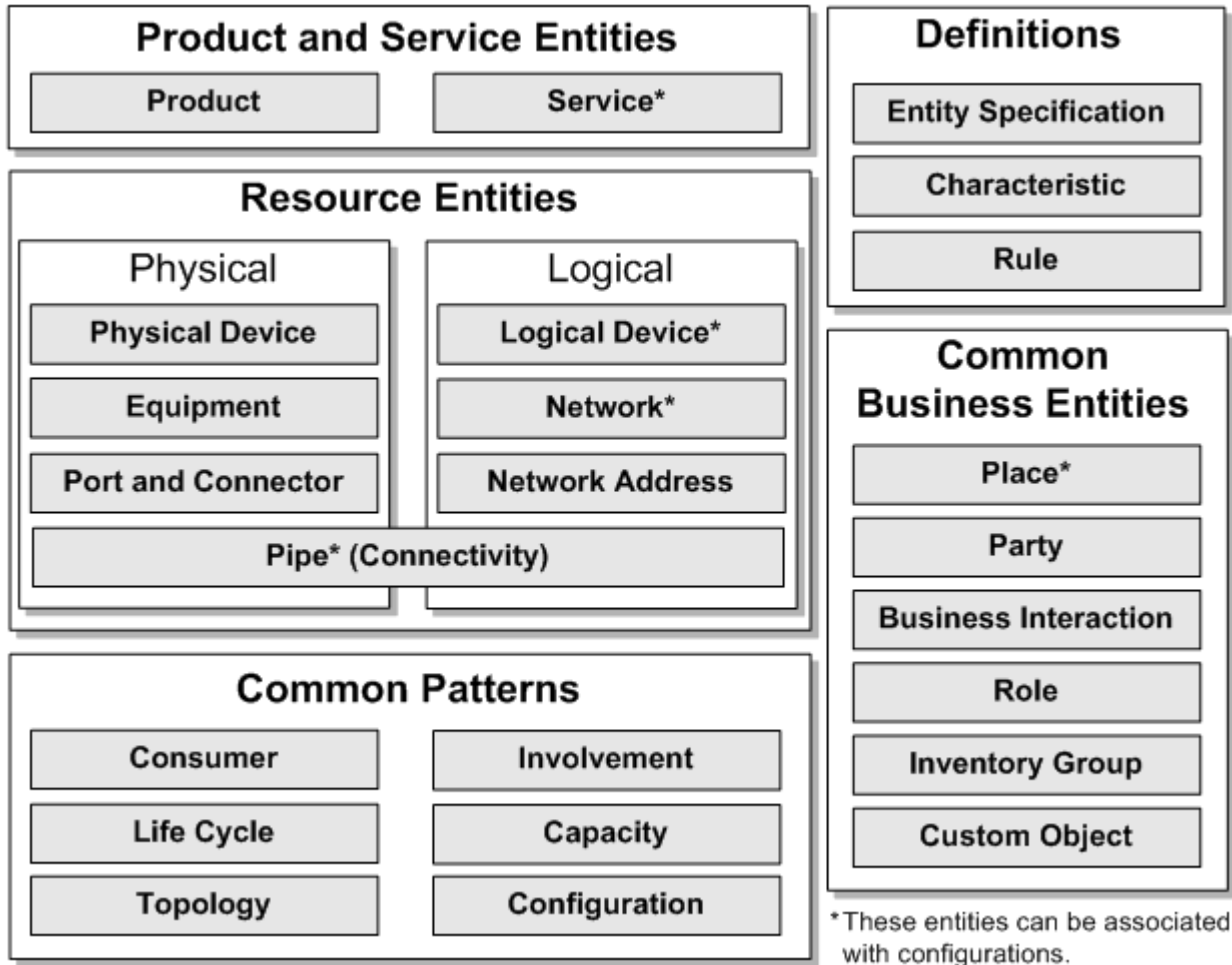 Product and Service Entities
Product
Service*
Resource Entities
Physical
Physical Device
Equipment
Port and Connector
Logical
Logical Device*
Network*
Network Address
Pipe* (Connectivity)
Common Patterns
Consumer
Involvement
Life Cycle
Capacity
Topology
Configuration
Definitions
Entity Specification
Characteristic
Rule
Common
Business Entities
Place*
Party
Business Interaction
Role
Inventory Group
Custom Object
*These entities can be associated
with configurations.